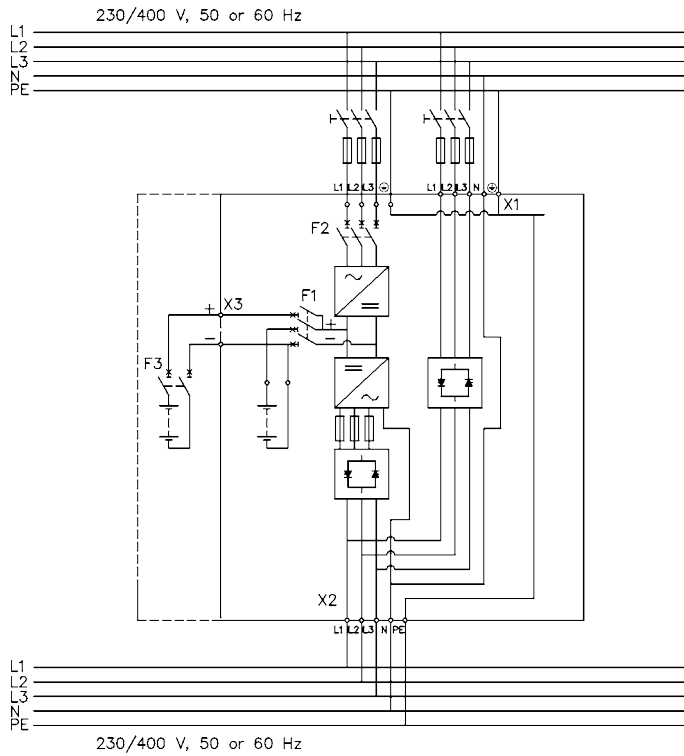 230/400 V, 50 or 60 Hz
L1
L2
L3
N
PE
L1 L2 L3 L1 L2 L3 N
X1
F2
X3
F1
+ +
- -
F3
X2
L1 L2 L3 N PE
L1
L2
L3
N
PE
230/400 V, 50 or 60 Hz